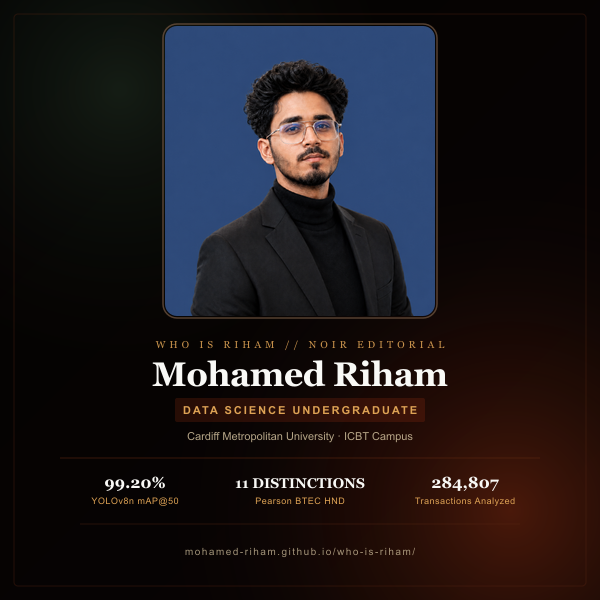 WHO IS RIHAM // NOIR EDITORIAL
Mohamed Riham
DATA SCIENCE UNDERGRADUATE
Cardiff Metropolitan University · ICBT Campus
99.20%
YOLOv8n mAP@50
11 DISTINCTIONS
Pearson BTEC HND
284,807
Transactions Analyzed
mohamed-riham.github.io/who-is-riham/